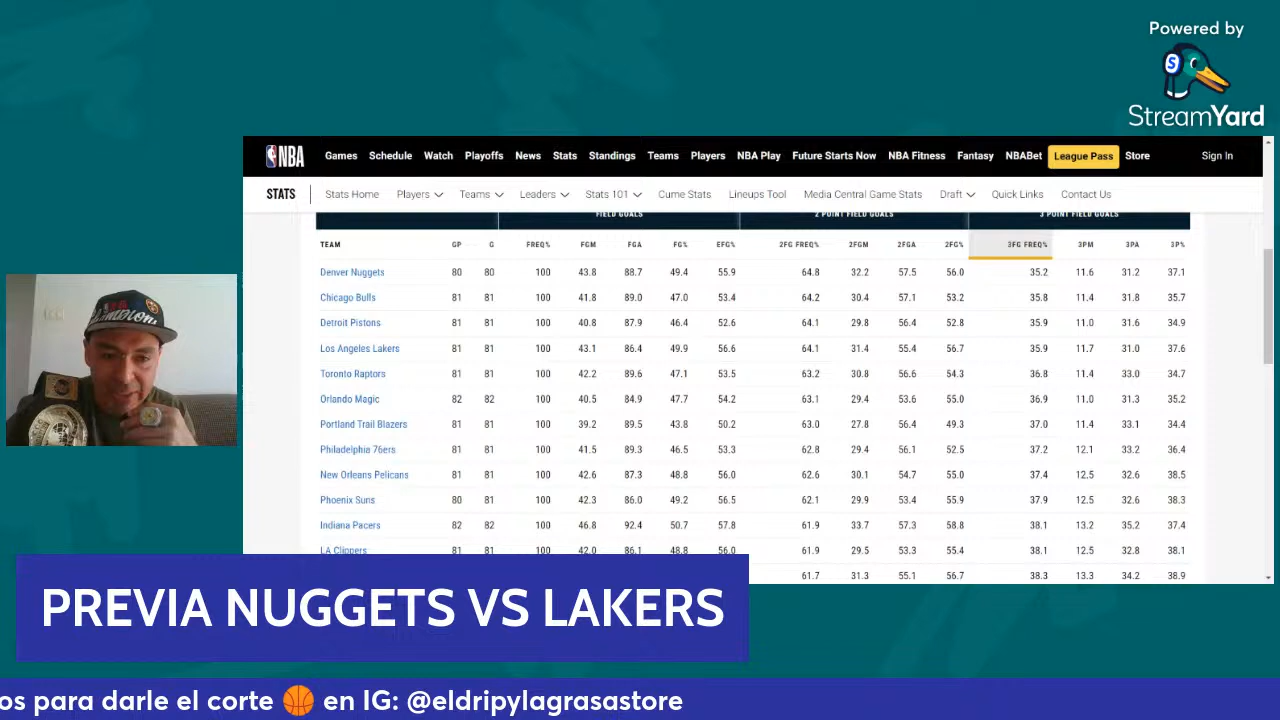 Powered by
StreamYard
NBA Games Schedule Watch Playoffs News Stats Standings Teams Players NBA Play Future Starts Now NBA Fitness Fantasy NBABet League Pass Store Sign In
STATS Stats Home Players Teams Leaders Stats 101 Cume Stats Lineups Tool Media Central Game Stats Draft Quick Links Contact Us
FIELD GOALS 2 POINT FIELD GOALS 3 POINT FIELD GOALS
TEAM GP G FREQ% FGM FGA FG% EFG% 2FG FREQ% 2FGM 2FGA 2FG% 3FG FREQ% 3PM 3PA 3P%
Denver Nuggets 80 80 100 43.8 88.7 49.4 55.9 64.8 32.2 57.5 56.0 35.2 11.6 31.2 37.1
Chicago Bulls 81 81 100 41.8 89.0 47.0 53.4 64.2 30.4 57.1 53.2 35.8 11.4 31.8 35.7
Detroit Pistons 81 81 100 40.8 87.9 46.4 52.6 64.1 29.8 56.4 52.8 35.9 11.0 31.6 34.9
Los Angeles Lakers 81 81 100 43.1 86.4 49.9 56.6 64.1 31.4 55.4 56.7 35.9 11.7 31.0 37.6
Toronto Raptors 81 81 100 42.2 89.6 47.1 53.5 63.2 30.8 56.6 54.3 36.8 11.4 33.0 34.7
Orlando Magic 82 82 100 40.5 84.9 47.7 54.2 63.1 29.4 53.6 55.0 36.9 11.0 31.3 35.2
Portland Trail Blazers 81 81 100 39.2 89.5 43.8 50.2 63.0 27.8 56.4 49.3 37.0 11.4 33.1 34.4
Philadelphia 76ers 81 81 100 41.5 89.3 46.5 53.3 62.8 29.4 56.1 52.5 37.2 12.1 33.2 36.4
New Orleans Pelicans 81 81 100 42.6 87.3 48.8 56.0 62.6 30.1 54.7 55.0 37.4 12.5 32.6 38.5
Phoenix Suns 80 80 100 42.3 86.0 49.2 56.5 62.1 29.9 53.4 55.9 37.9 12.5 32.6 38.3
Indiana Pacers 82 82 100 46.8 92.4 50.7 57.8 61.9 33.7 57.3 58.8 38.1 13.2 35.2 37.4
LA Clippers 81 81 100 42.0 86.1 48.8 56.0 61.9 29.5 53.3 55.4 38.1 12.5 32.8 38.1
61.7 31.3 55.1 56.7 38.3 13.3 34.2 38.9
PREVIA NUGGETS VS LAKERS
os para darle el corte 🏀 en IG: @eldripylagrasastore